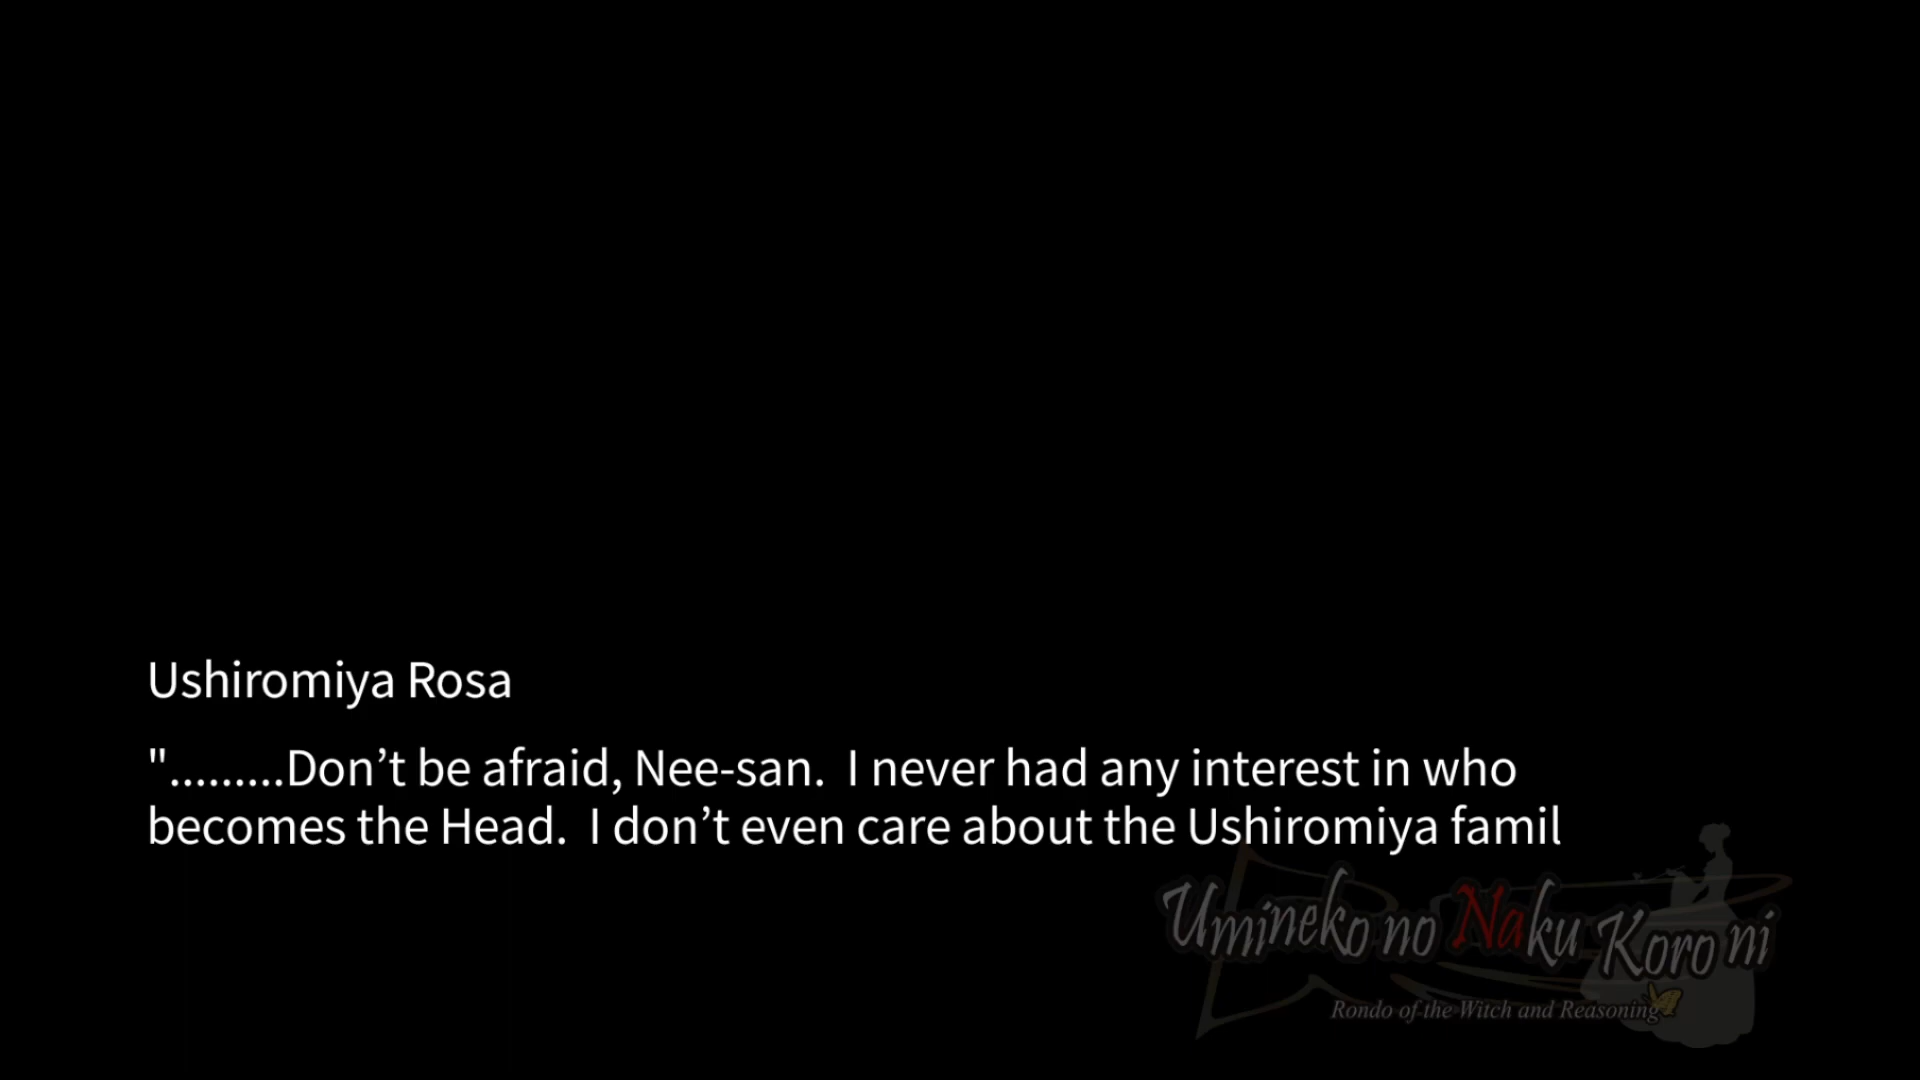 Ushiromiya Rosa
".........Don’t be afraid, Nee-san.  I never had any interest in who
becomes the Head.  I don’t even care about the Ushiromiya famil
Umineko no Naku Koro ni
Rondo of the Witch and Reasoning